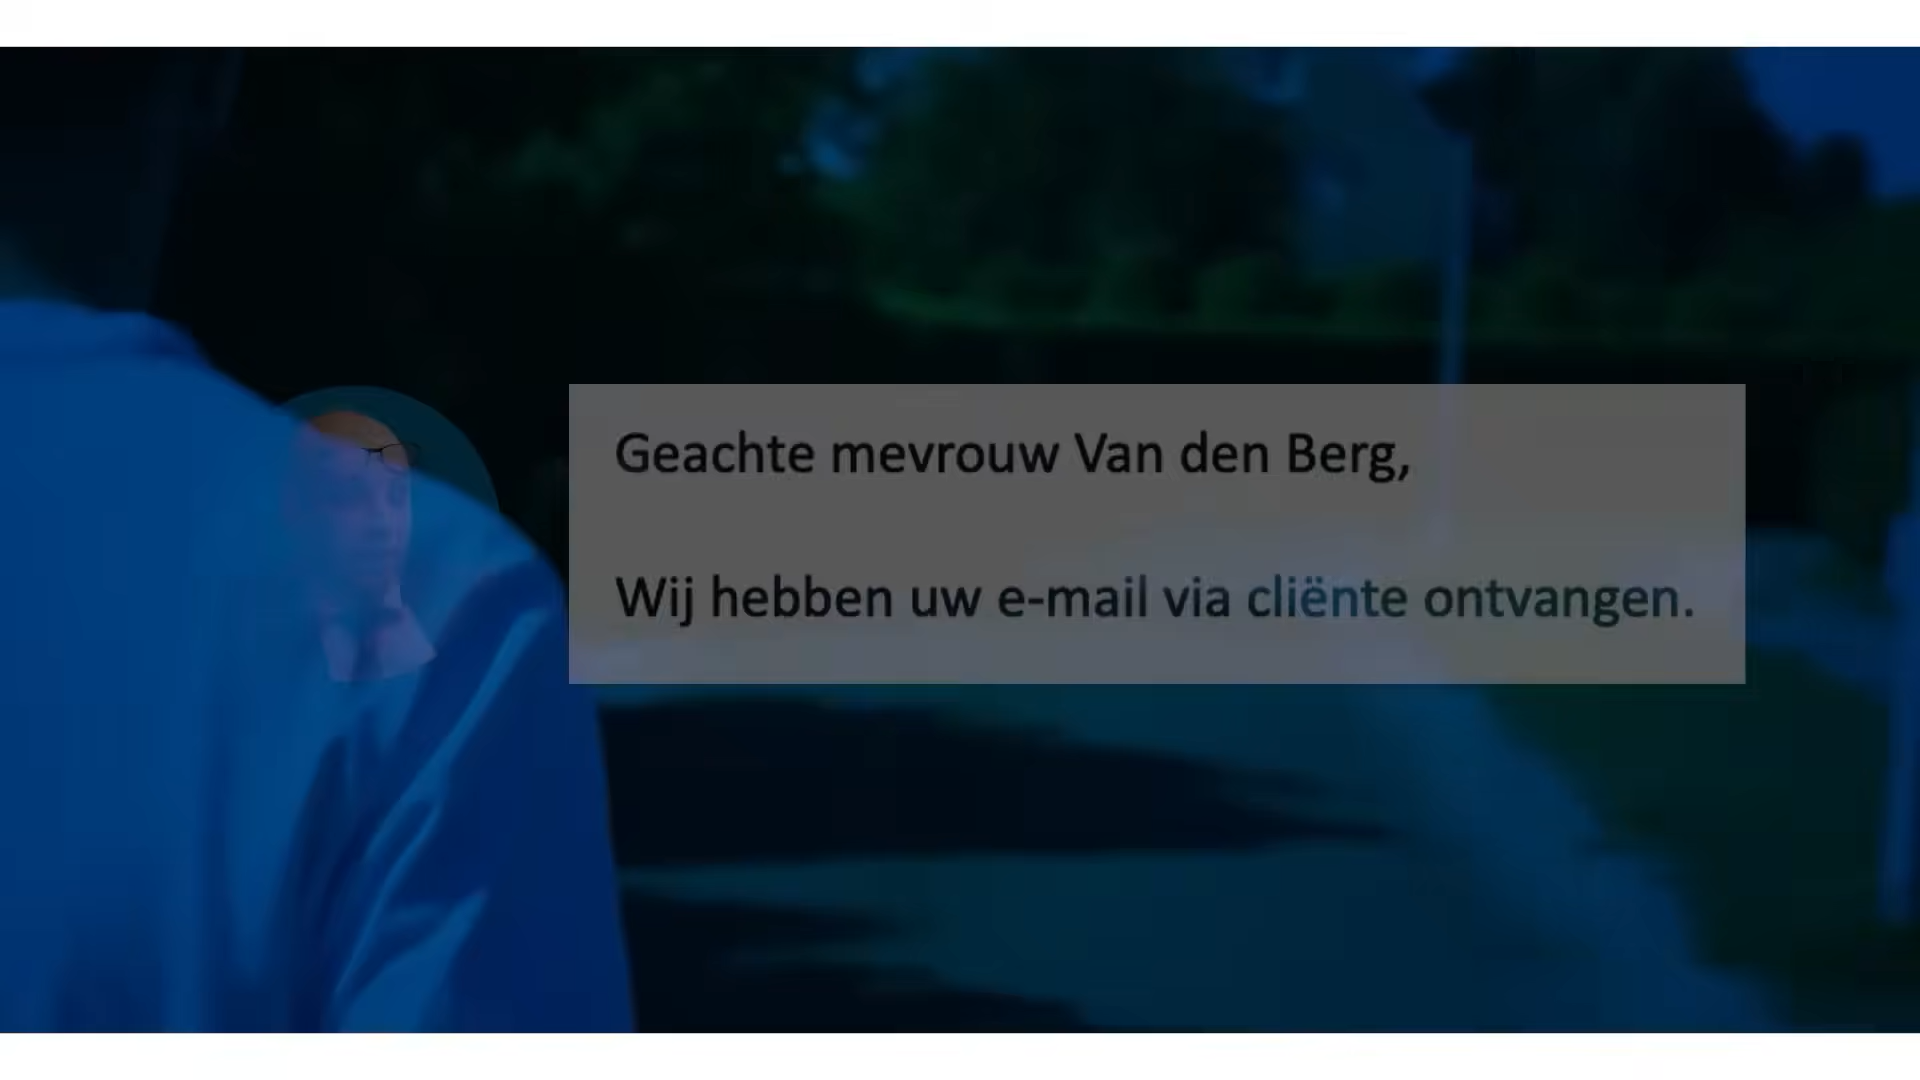 Geachte mevrouw Van den Berg,
Wij hebben uw e-mail via cliënte ontvangen.